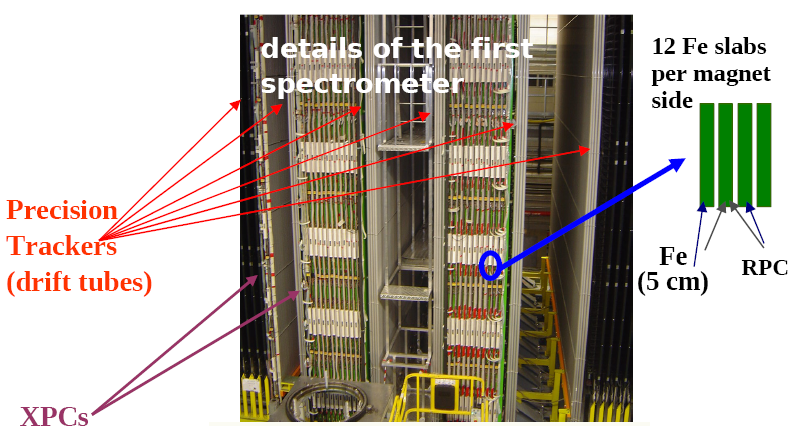 details of the first
spectrometer
12 Fe slabs
per magnet
side
Precision
Trackers
(drift tubes)
Fe
(5 cm)
RPC
XPCs